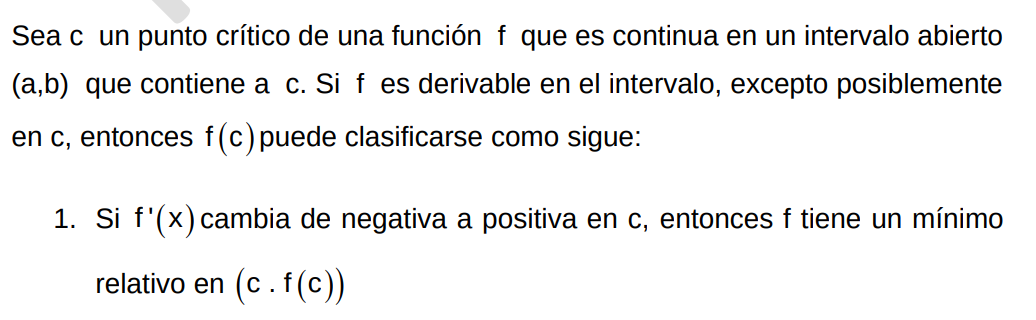 Sea c un punto crítico de una función f que es continua en un intervalo abierto
(a,b) que contiene a c. Si f es derivable en el intervalo, excepto posiblemente
en c, entonces f(c) puede clasificarse como sigue:
1. Si f'(x) cambia de negativa a positiva en c, entonces f tiene un mínimo
relativo en (c . f(c))